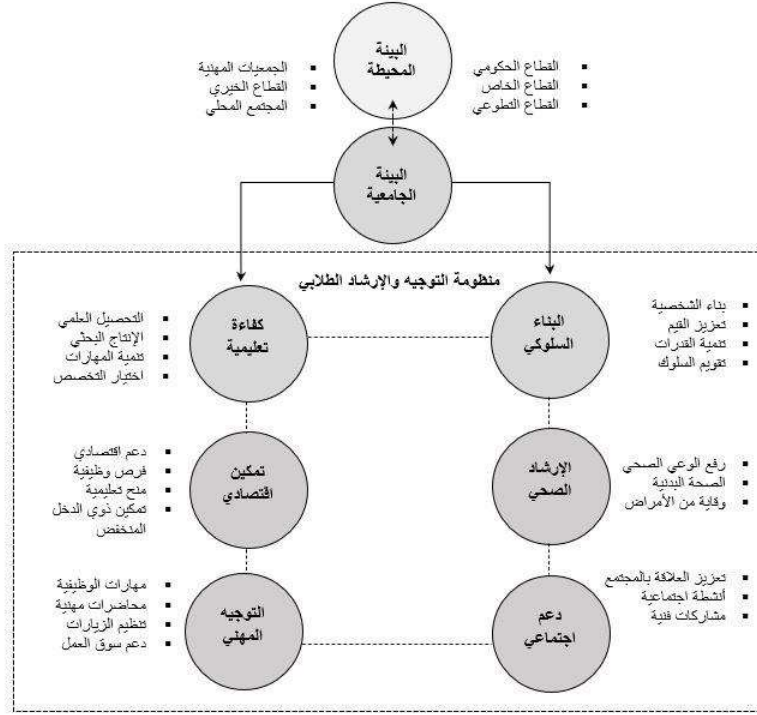 البيئة
المحيطة
القطاع الحكومي
القطاع الخاص
القطاع التطوعي
الجمعيات المهنية
القطاع الخيري
المجتمع المحلي
البيئة
الجامعية
منظومة التوجيه والإرشاد الطلابي
البناء
السلوكي
بناء الشخصية
تعزيز القيم
تنمية القدرات
تقويم السلوك
كفاءة
تعليمية
التحصيل العلمي
الإنتاج البحثي
تنمية المهارات
اختيار التخصص
الإرشاد
الصحي
رفع الوعي الصحي
الصحة البدنية
وقاية من الأمراض
تمكين
اقتصادي
دعم اقتصادي
فرص وظيفية
منح تعليمية
تمكين ذوي الدخل
المنخفض
دعم
اجتماعي
تعزيز العلاقة بالمجتمع
أنشطة اجتماعية
مشاركات فنية
التوجيه
المهني
مهارات الوظيفية
محاضرات مهنية
تنظيم الزيارات
دعم سوق العمل